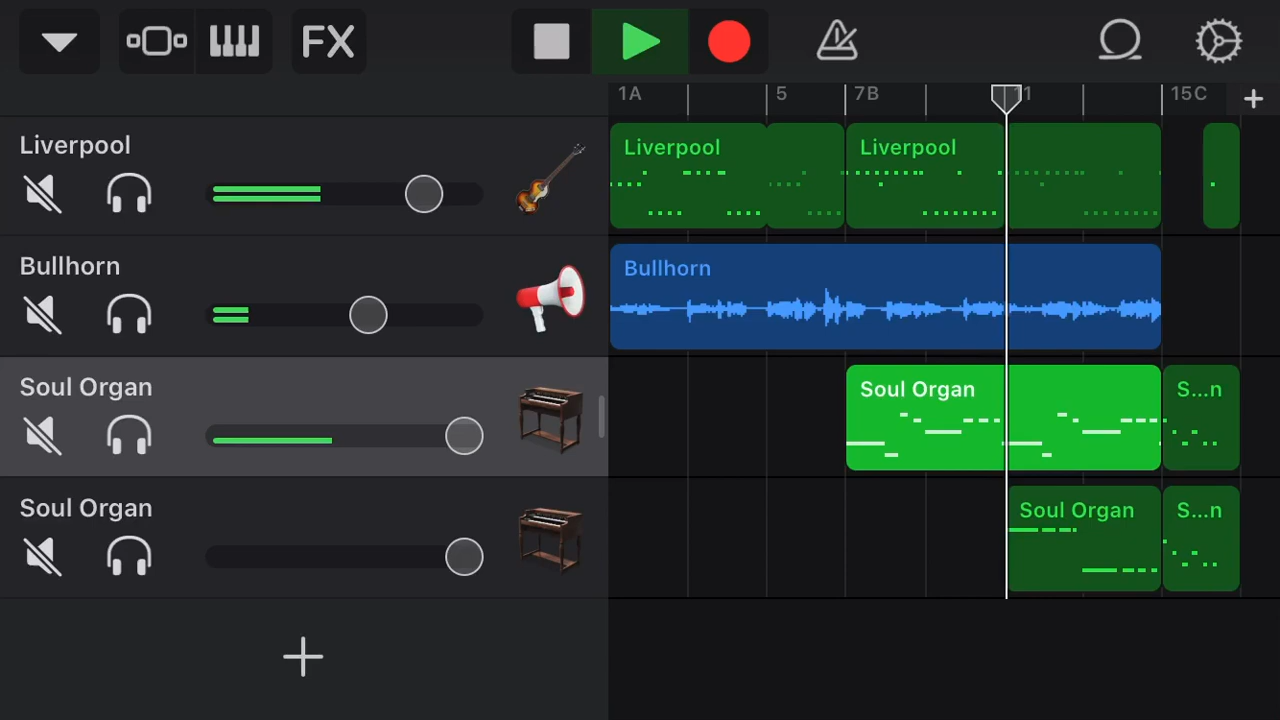 FX
1A 5 7B 11 15C
Liverpool
Liverpool Liverpool
Bullhorn
Bullhorn
Soul Organ
Soul Organ S...n
Soul Organ
Soul Organ S...n